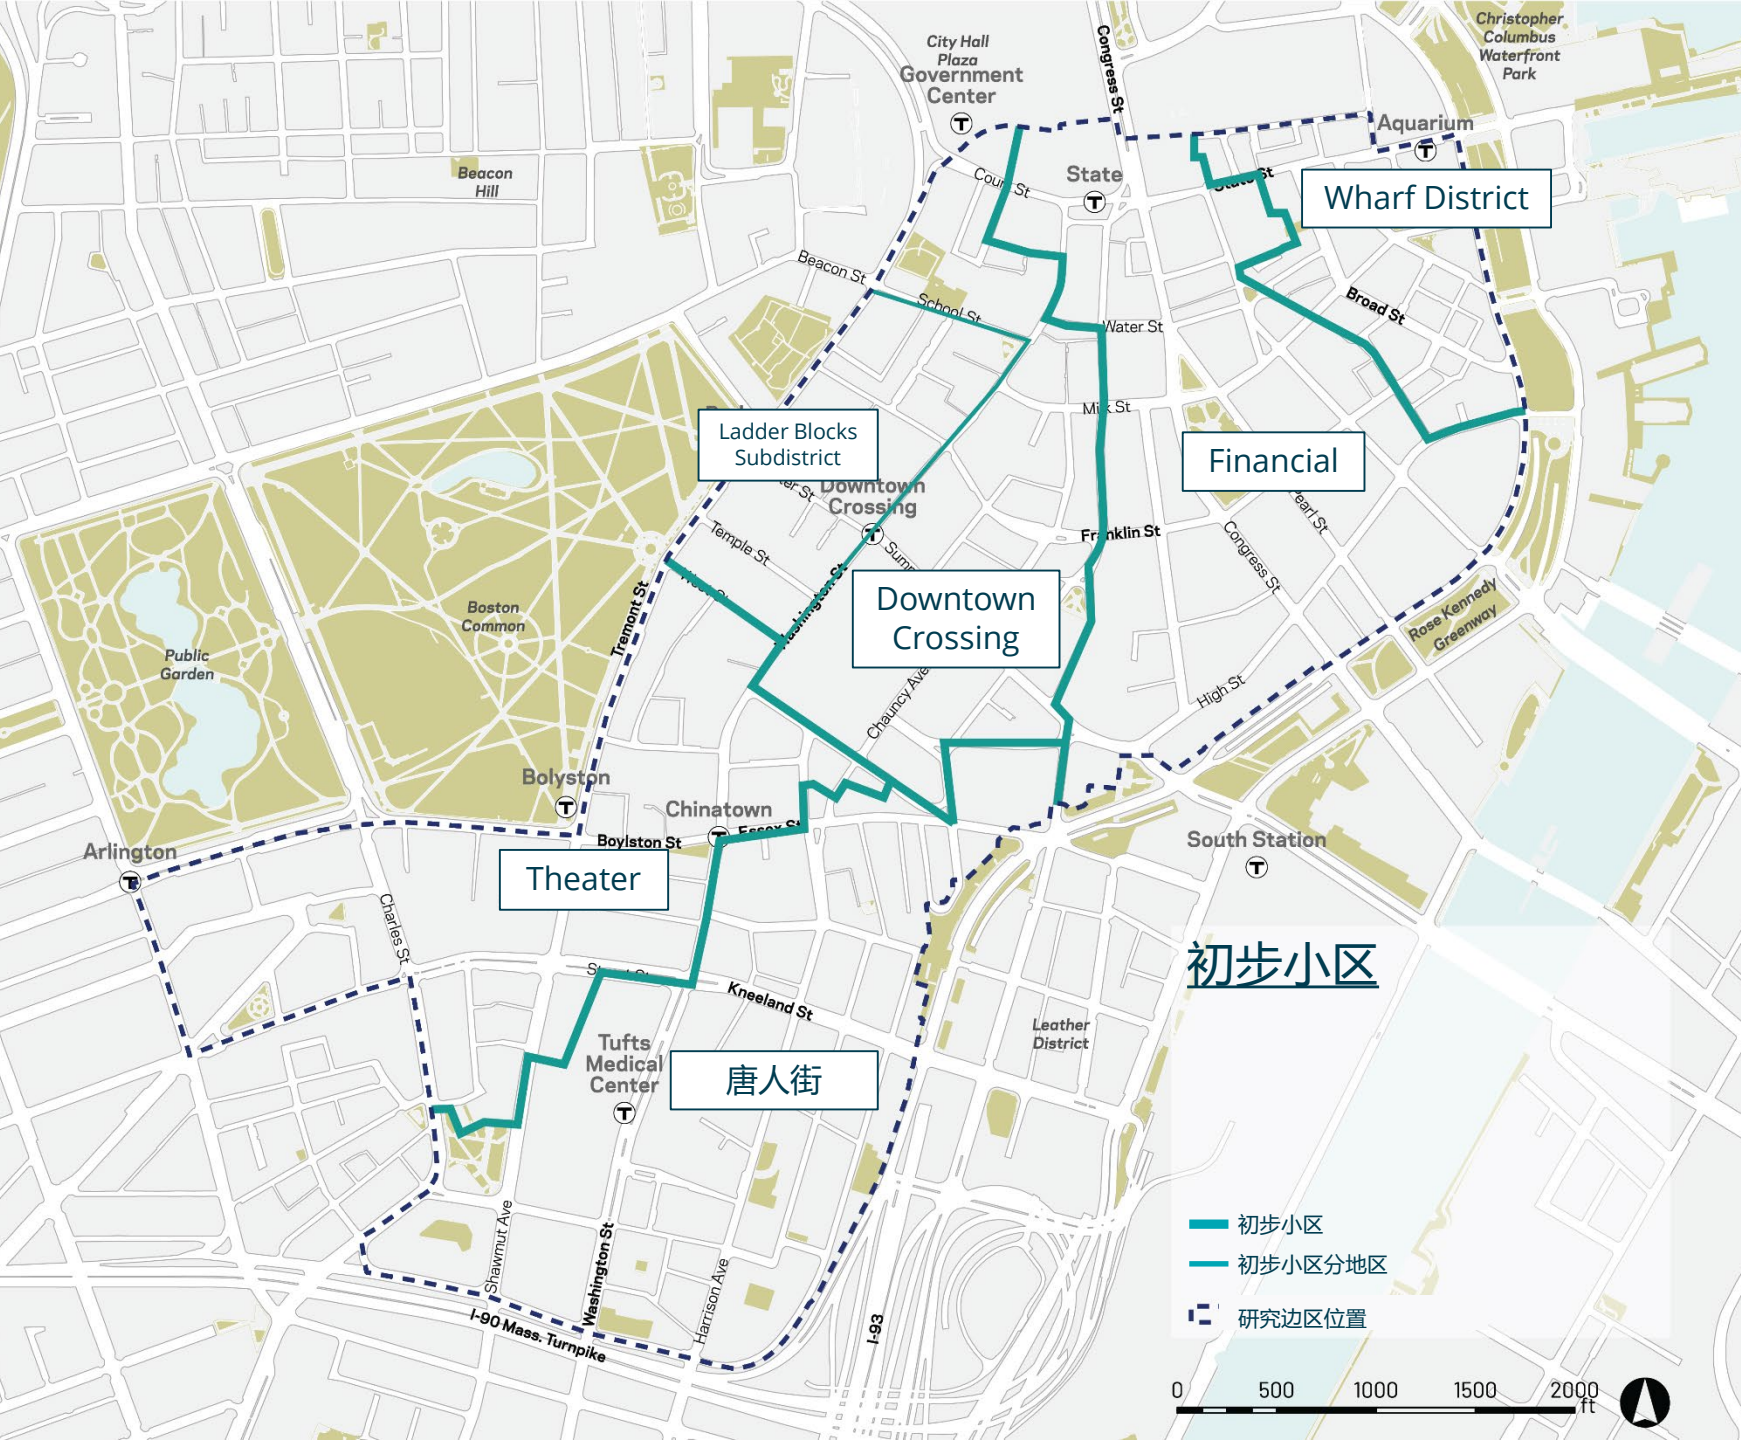 City Hall
Plaza
Government
Center
Congress St
Christopher
Columbus
Waterfront
Park
Aquarium
Beacon
Hill
Court St
State
State St
Wharf District
Beacon St
School St
Water St
Broad St
Milk St
Ladder Blocks
Subdistrict
Downtown
Crossing
Financial
Pearl St
Temple St
Franklin St
Congress St
West St
Washington St
Downtown
Crossing
Tremont St
Boston
Common
Public
Garden
Rose Kennedy
Greenway
Chauncy Ave
High St
Bolyston
Chinatown
Essex St
Boylston St
Arlington
South Station
Theater
Charles St
Kneeland St
Leather
District
Tufts
Medical
Center
唐人街
初步小区
Shawmut Ave
Washington St
Harrison Ave
I-90 Mass. Turnpike
I-93
初步小区
初步小区分地区
研究边区位置
0 500 1000 1500 2000
ft